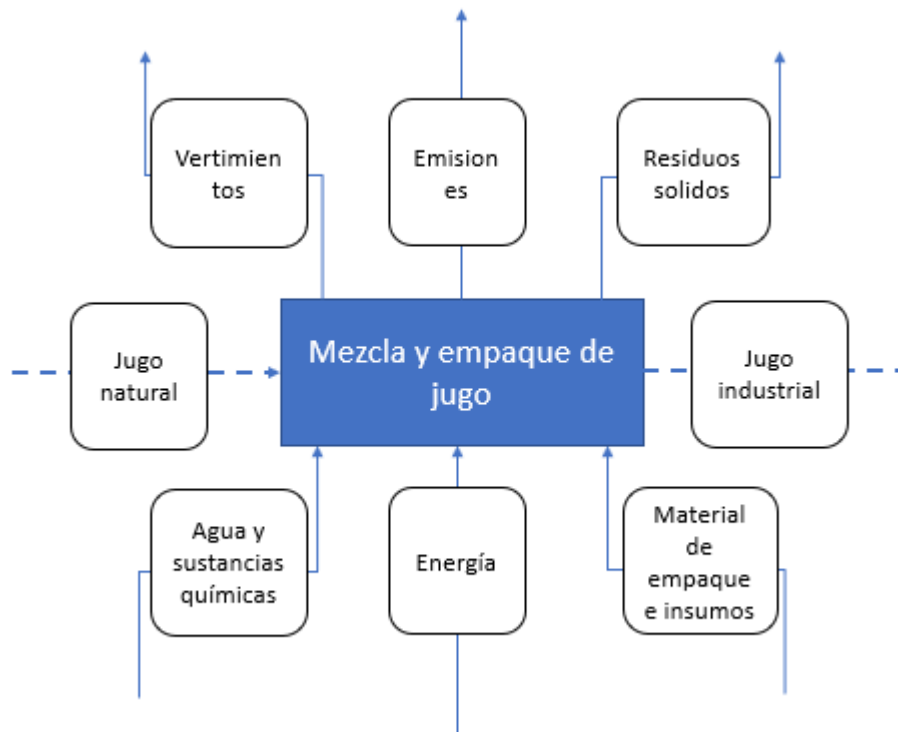 Vertimien
tos
Emision
es
Residuos
solidos
Jugo
natural
Mezcla y empaque de
jugo
Jugo
industrial
Agua y
sustancias
químicas
Energía
Material
de
empaque
e insumos